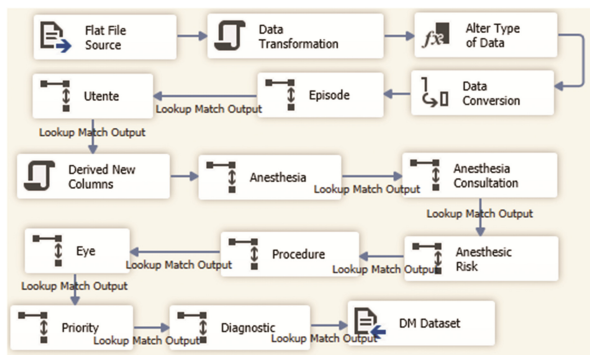 Flat File
Source
Data
Transformation
Alter Type
of Data
Data
Conversion
Episode
Lookup Match Output
Utente
Lookup Match Output
Derived New
Columns
Anesthesia
Lookup Match Output
Anesthesia
Consultation
Lookup Match Output
Anesthesic
Risk
Lookup Match Output
Procedure
Lookup Match Output
Eye
Lookup Match Output
Priority
Lookup Match Output
Diagnostic
Lookup Match Output
DM Dataset